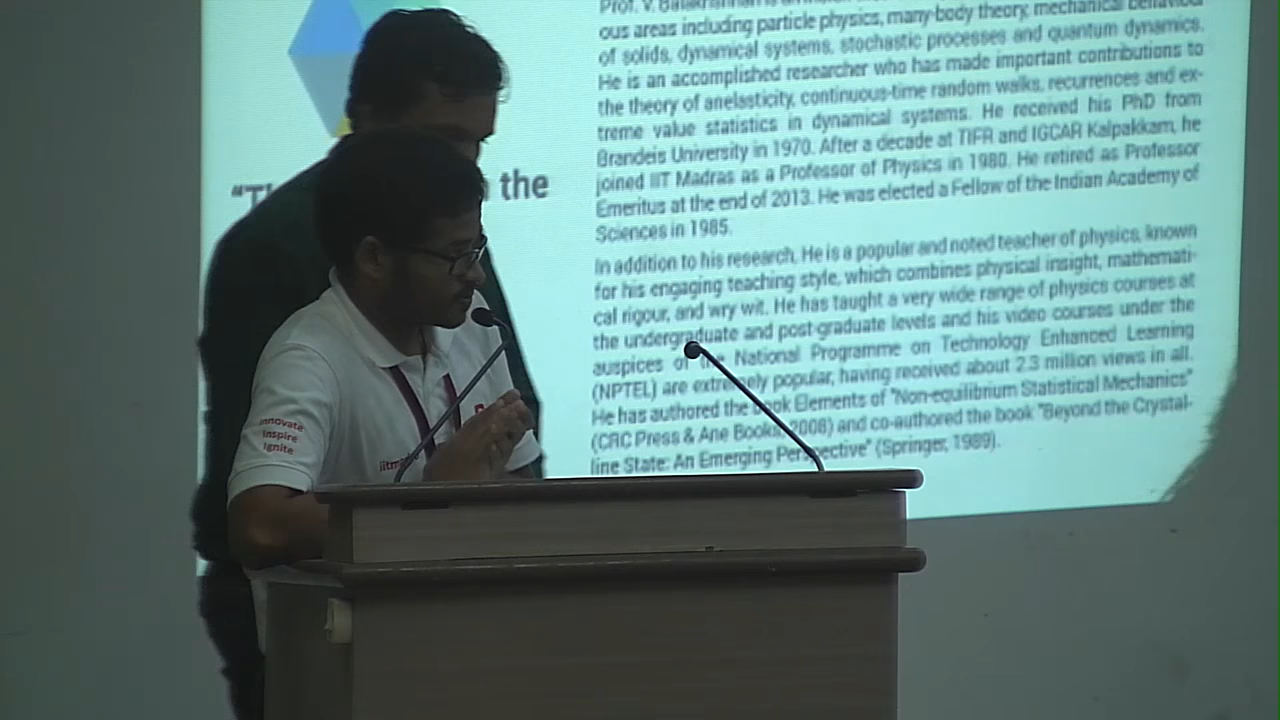 Prof. V. Balakrishnan is
ous areas including particle physics, many-body theory, mechanical behaviour
of solids, dynamical systems, stochastic processes and quantum dynamics.
He is an accomplished researcher who has made important contributions to
the theory of anelasticity, continuous-time random walks, recurrences and ex-
treme value statistics in dynamical systems. He received his PhD from
Brandeis University in 1970. After a decade at TIFR and IGCAR Kalpakkam, he
joined IIT Madras as a Professor of Physics in 1980. He retired as Professor
Emeritus at the end of 2013. He was elected a Fellow of the Indian Academy of
Sciences in 1985.
In addition to his research, He is a popular and noted teacher of physics, known
for his engaging teaching style, which combines physical insight, mathemati-
cal rigour, and wry wit. He has taught a very wide range of physics courses at
the undergraduate and post-graduate levels and his video courses under the
auspices of the National Programme on Technology Enhanced Learning
(NPTEL) are extremely popular, having received about 2.3 million views in all.
He has authored the book Elements of "Non-equilibrium Statistical Mechanics"
(CRC Press & Ane Books, 2008) and co-authored the book "Beyond the Crystal-
line State: An Emerging Perspective" (Springer, 1989).
the
Innovate
Inspire
Ignite